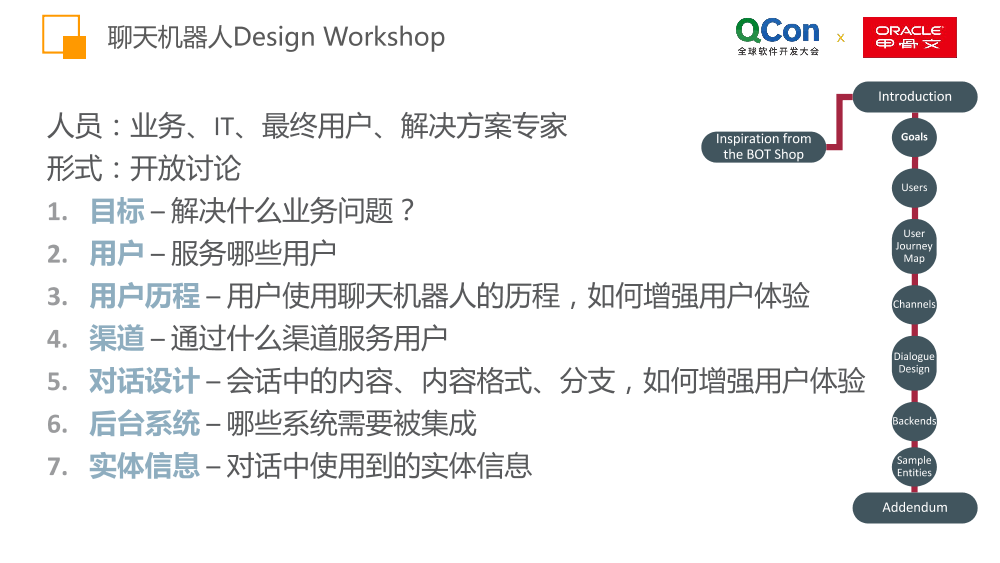 聊天机器人Design Workshop
QCon
全球软件开发大会
x
ORACLE
甲骨文
人员：业务、IT、最终用户、解决方案专家
形式：开放讨论
1. 目标 – 解决什么业务问题？
2. 用户 – 服务哪些用户
3. 用户历程 – 用户使用聊天机器人的历程，如何增强用户体验
4. 渠道 – 通过什么渠道服务用户
5. 对话设计 – 会话中的内容、内容格式、分支，如何增强用户体验
6. 后台系统 – 哪些系统需要被集成
7. 实体信息 – 对话中使用到的实体信息
Introduction
Inspiration from
the BOT Shop
Goals
Users
User
Journey
Map
Channels
Dialogue
Design
Backends
Sample
Entities
Addendum